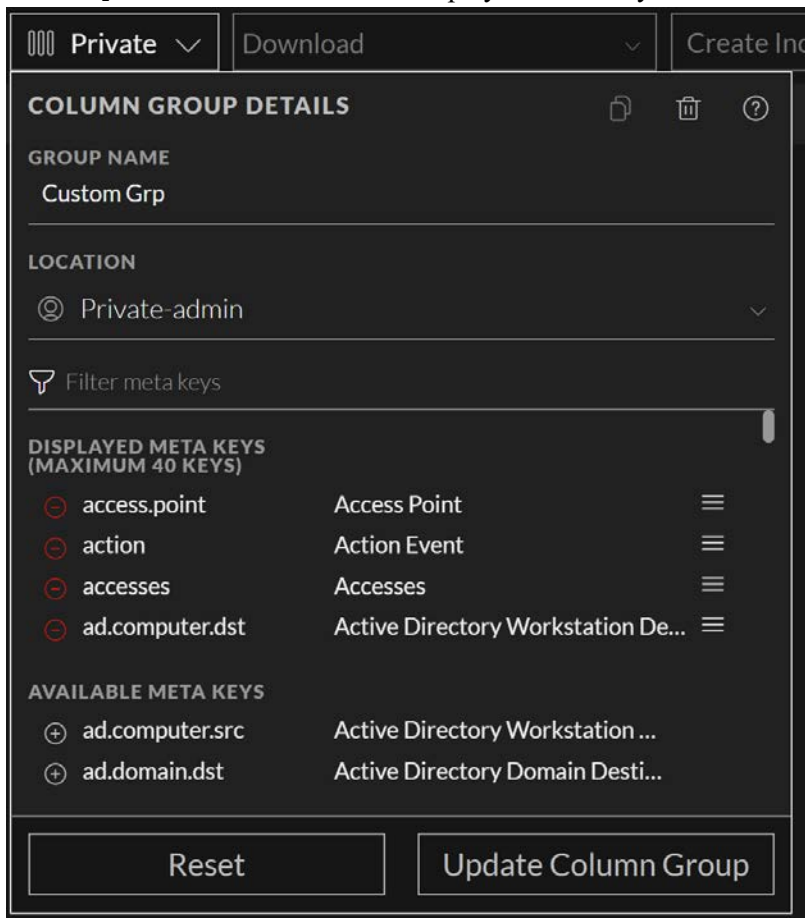 Private Download Create Inc
COLUMN GROUP DETAILS
GROUP NAME
Custom Grp
LOCATION
Private-admin
Filter meta keys
DISPLAYED META KEYS
(MAXIMUM 40 KEYS)
access.point Access Point
action Action Event
accesses Accesses
ad.computer.dst Active Directory Workstation De...
AVAILABLE META KEYS
ad.computer.src Active Directory Workstation ...
ad.domain.dst Active Directory Domain Desti...
Reset Update Column Group